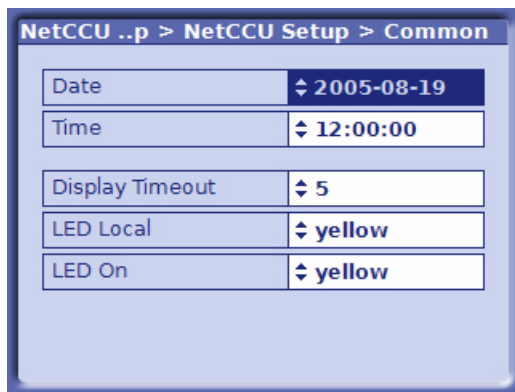 NetCCU ..p > NetCCU Setup > Common
Date 2005-08-19
Time 12:00:00
Display Timeout 5
LED Local yellow
LED On yellow